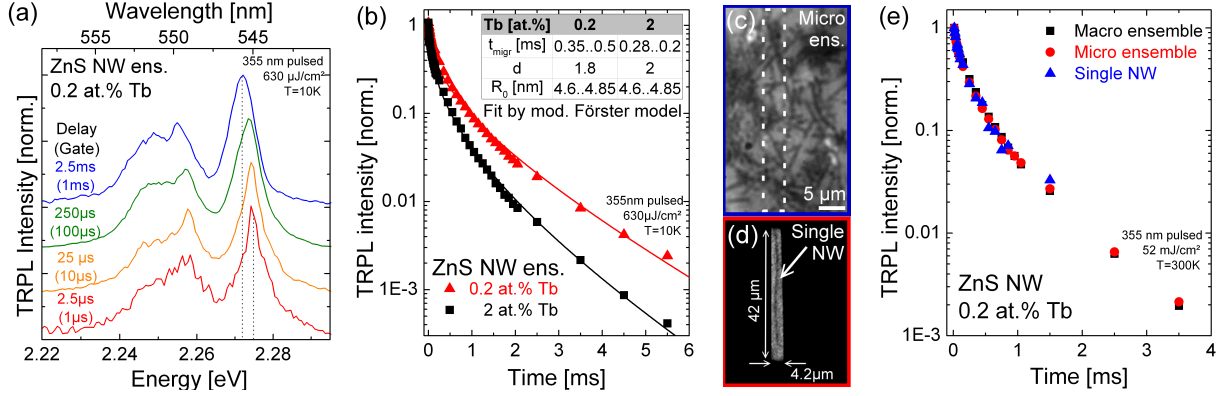 (a)
Wavelength [nm]
555 550 545
ZnS NW ens.
0.2 at.% Tb
355 nm pulsed
630 µJ/cm²
T=10K
Delay
(Gate)
2.5ms
(1ms)
250µs
(100µs)
25 µs
(10µs)
2.5µs
(1µs)
TRPL intensity [norm.]
2.22 2.24 2.26 2.28
Energy [eV]
(b)
Tb [at.%] 0.2 2
tmigr [ms] 0.35..0.5 0.28..0.2
d 1.8 2
R0 [nm] 4.6..4.85 4.6..4.85
Fit by mod. Förster model
355nm pulsed
630µJ/cm²
T=10K
ZnS NW ens.
0.2 at.% Tb
2 at.% Tb
TRPL intensity [norm.]
1
0.1
0.01
1E-3
0 1 2 3 4 5 6
Time [ms]
(c)
Micro
ens.
5 µm
(d)
Single
NW
42 µm
4.2µm
(e)
Macro ensemble
Micro ensemble
Single NW
355 nm pulsed
52 mJ/cm²
T=300K
ZnS NW
0.2 at.% Tb
TRPL intensity [norm.]
1
0.1
0.01
1E-3
0 1 2 3 4
Time [ms]